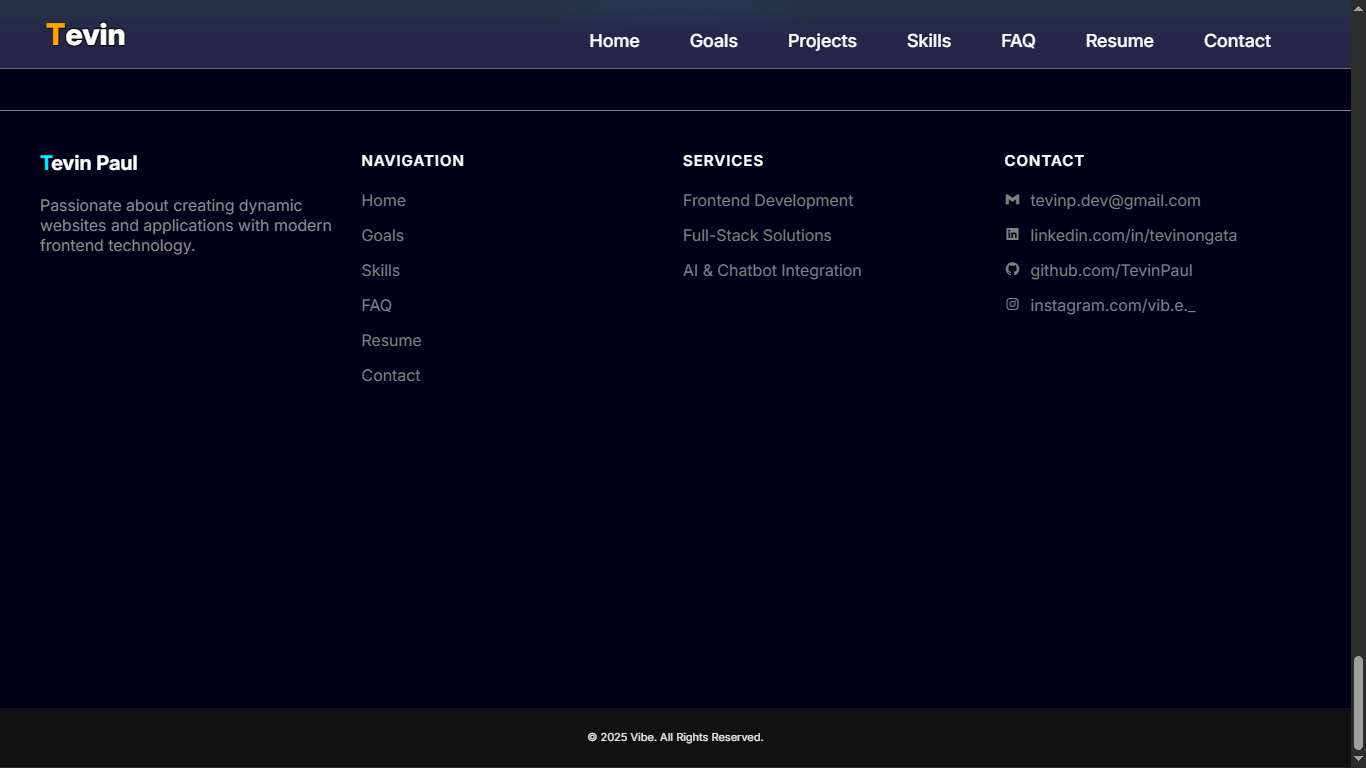 Tevin
Home
Goals
Projects
Skills
FAQ
Resume
Contact
Tevin Paul
Passionate about creating dynamic
websites and applications with modern
frontend technology.
NAVIGATION
Home
Goals
Skills
FAQ
Resume
Contact
SERVICES
Frontend Development
Full-Stack Solutions
AI & Chatbot Integration
CONTACT
tevinp.dev@gmail.com
linkedin.com/in/tevinongata
github.com/TevinPaul
instagram.com/vib.e._
© 2025 Vibe. All Rights Reserved.